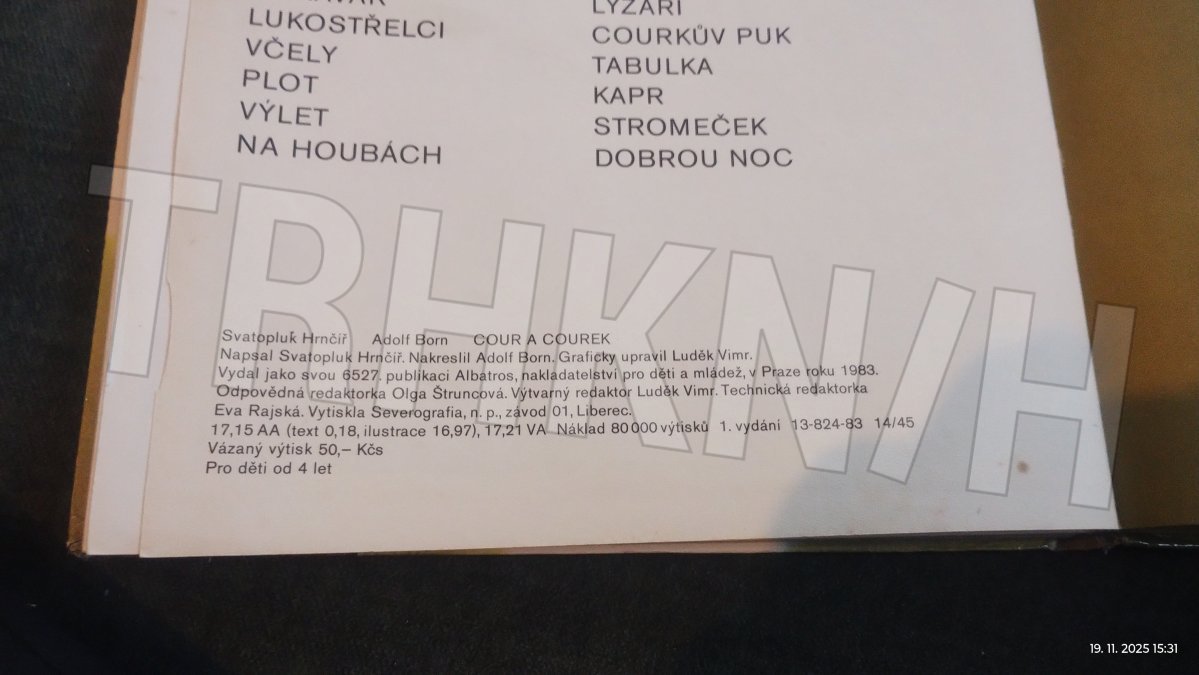 LYŽAŘI
LUKOSTŘELCI
COURKŮV PUK
VČELY
TABULKA
PLOT
KAPR
VÝLET
STROMEČEK
NA HOUBÁCH
DOBROU NOC
TRHKN/H
Svatopluk Hrnčíř Adolf Born COUR A COUREK
Napsal Svatopluk Hrnčíř. Nakreslil Adolf Born. Graficky upravil Luděk Vimr.
Vydal jako svou 6527. publikaci Albatros, nakladatelství pro děti a mládež, v Praze roku 1983.
Odpovědná redaktorka Olga Štruncová. Výtvarný redaktor Luděk Vimr. Technická redaktorka
Eva Rajská. Vytiskla Severografia, n. p., závod 01, Liberec.
17,15 AA (text 0,18, ilustrace 16,97), 17,21 VA Náklad 80 000 výtisků 1. vydání 13-824-83 14/45
Vázaný výtisk 50,– Kčs
Pro děti od 4 let
19. 11. 2025 15:31